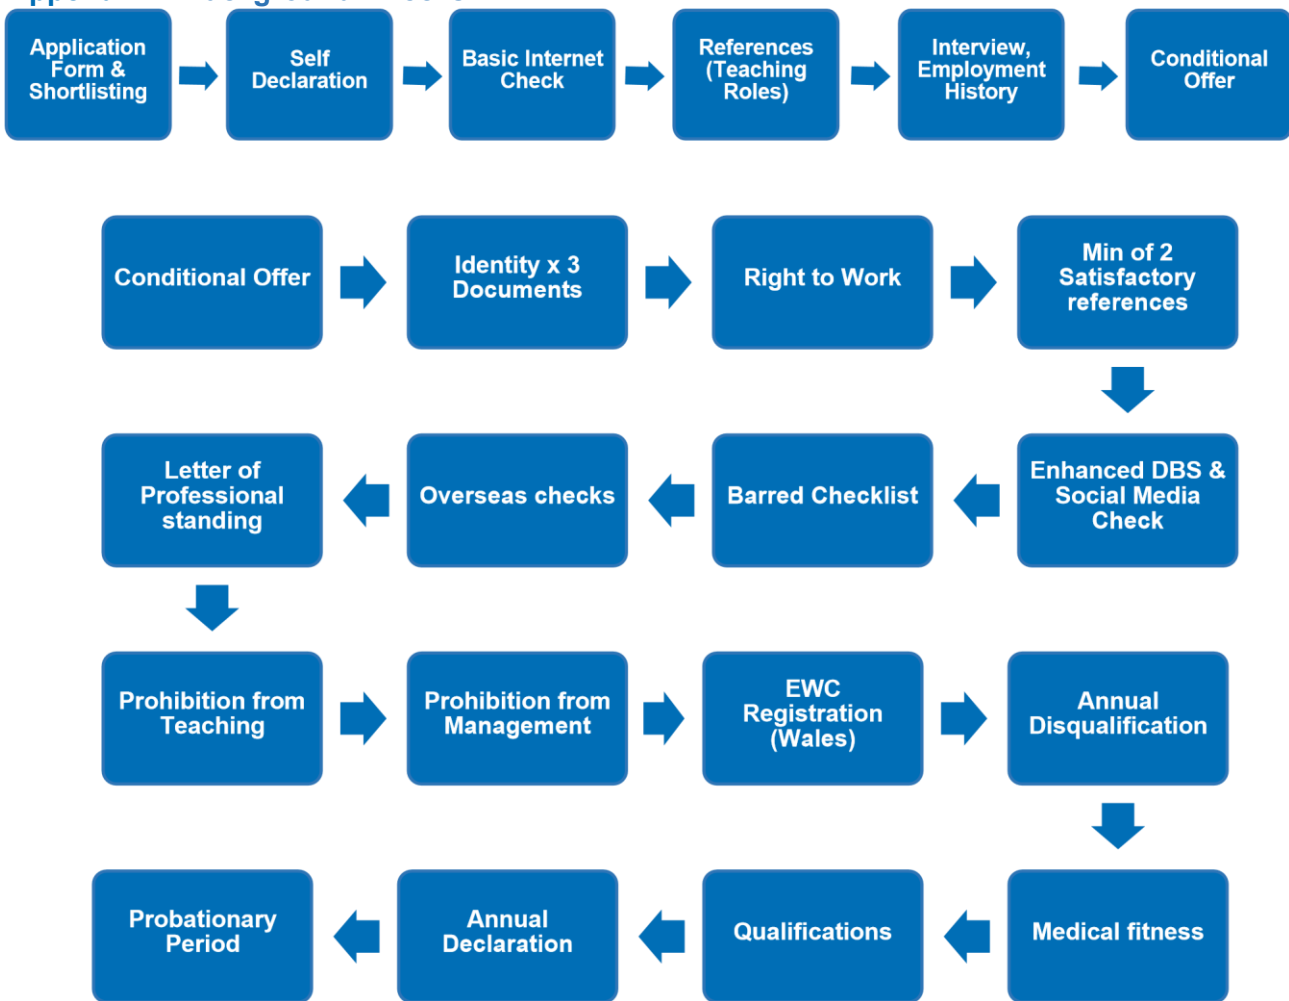 Application
Form &
Shortlisting
Self
Declaration
Basic Internet
Check
References
(Teaching
Roles)
Interview,
Employment
History
Conditional
Offer
Conditional Offer
Identity x 3
Documents
Right to Work
Min of 2
Satisfactory
references
Enhanced DBS &
Social Media
Check
Barred Checklist
Overseas checks
Letter of
Professional
standing
Prohibition from
Teaching
Prohibition from
Management
EWC
Registration
(Wales)
Annual
Disqualification
Medical fitness
Qualifications
Annual
Declaration
Probationary
Period